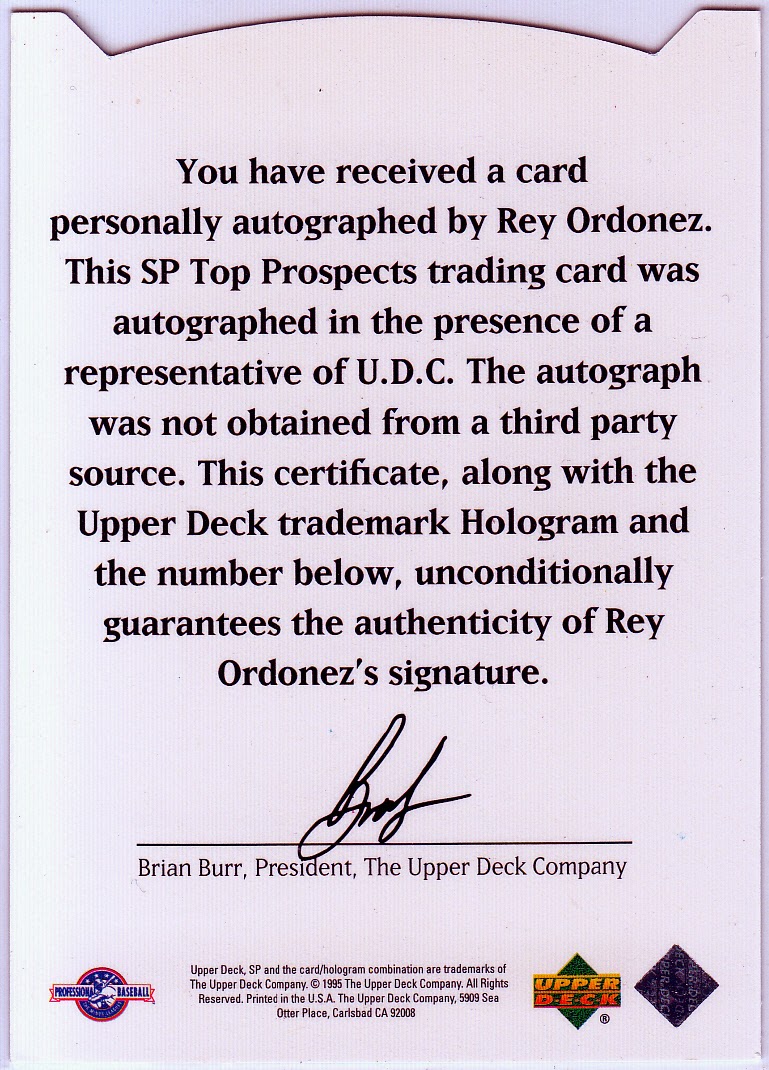 You have received a card
personally autographed by Rey Ordonez.
This SP Top Prospects trading card was
autographed in the presence of a
representative of U.D.C. The autograph
was not obtained from a third party
source. This certificate, along with the
Upper Deck trademark Hologram and
the number below, unconditionally
guarantees the authenticity of Rey
Ordonez's signature.
Brian Burr, President, The Upper Deck Company
PROFESSIONAL BASEBALL
Upper Deck, SP and the card/hologram combination are trademarks of
The Upper Deck Company. © 1995 The Upper Deck Company. All Rights
Reserved. Printed in the U.S.A. The Upper Deck Company, 5909 Sea
Otter Place, Carlsbad CA 92008
UPPER
DECK
®